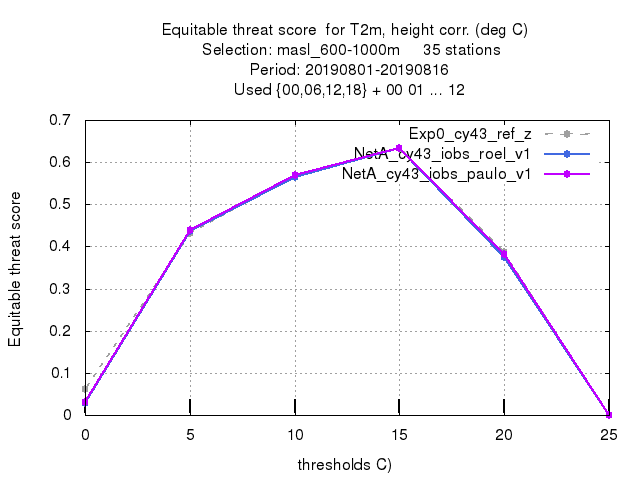 Equitable threat score  for T2m, height corr. (deg C)
Selection: masl_600-1000m     35 stations
Period: 20190801-20190816
Used {00,06,12,18} + 00 01 ... 12
Exp0_cy43_ref_z
NetA_cy43_iobs_roel_v1
NetA_cy43_iobs_paulo_v1
Equitable threat score
0.7
0.6
0.5
0.4
0.3
0.2
0.1
0
0 5 10 15 20 25
thresholds C)